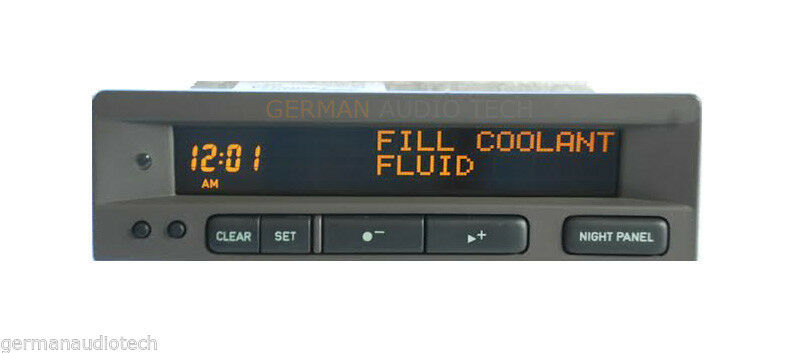 GERMAN AUDIO TECH
12:01
AM
FILL COOLANT
FLUID
CLEAR
SET
−
+
NIGHT PANEL
germanaudiotech